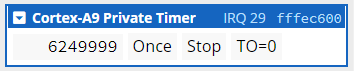 Cortex-A9 Private Timer IRQ 29 fffec600
6249999 Once Stop TO=0